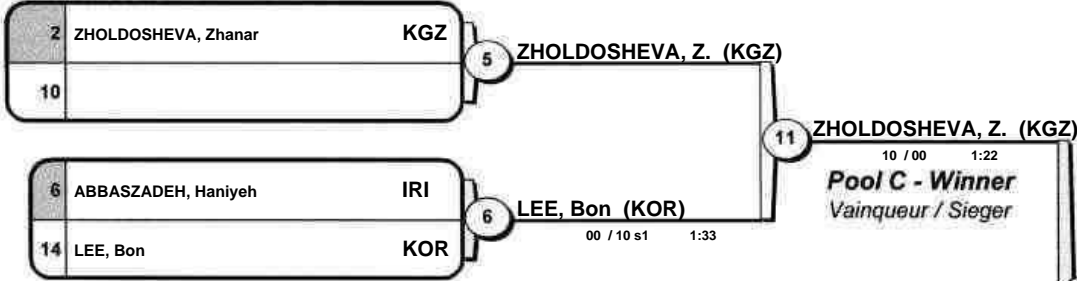 2 ZHOLDOSHEVA, Zhanar KGZ
5 ZHOLDOSHEVA, Z. (KGZ)
10
11 ZHOLDOSHEVA, Z. (KGZ)
10 / 00 1:22
Pool C - Winner
Vainqueur / Sieger
6 ABBASZADEH, Haniyeh IRI
6 LEE, Bon (KOR)
00 / 10 s1 1:33
14 LEE, Bon KOR